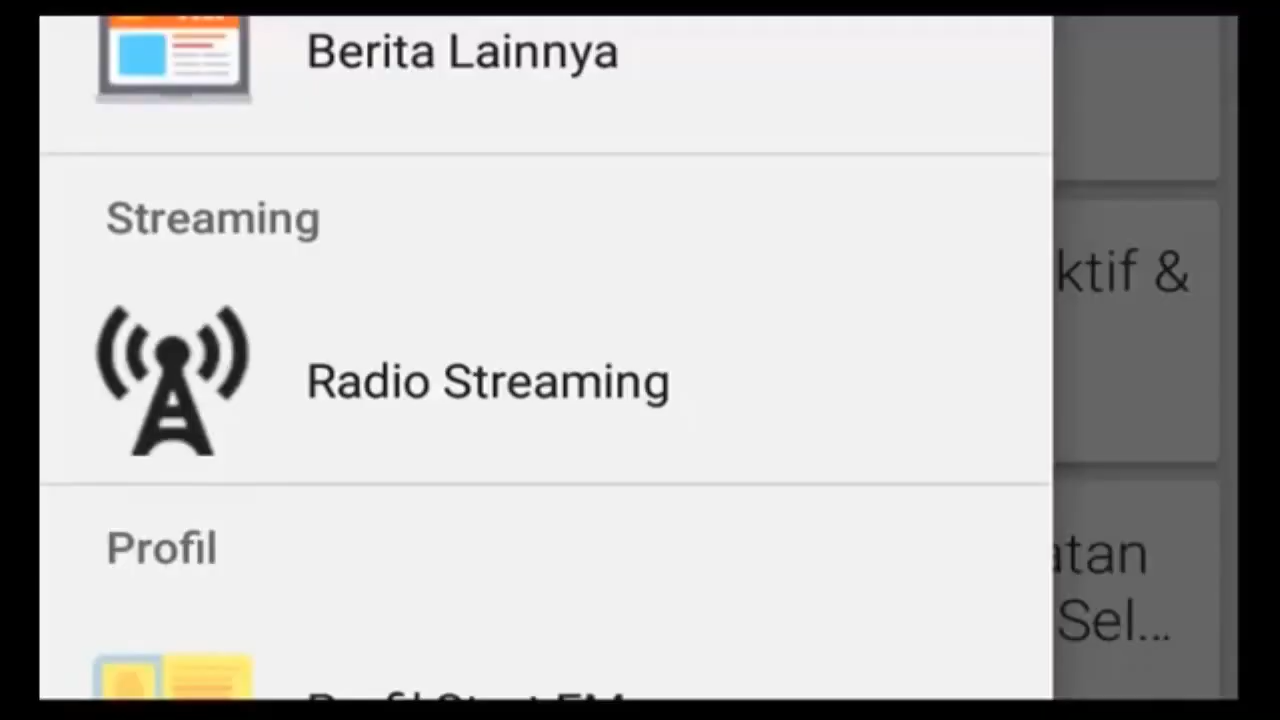 Berita Lainnya
Streaming
Radio Streaming
Profil
ktif &
atan
Sel...